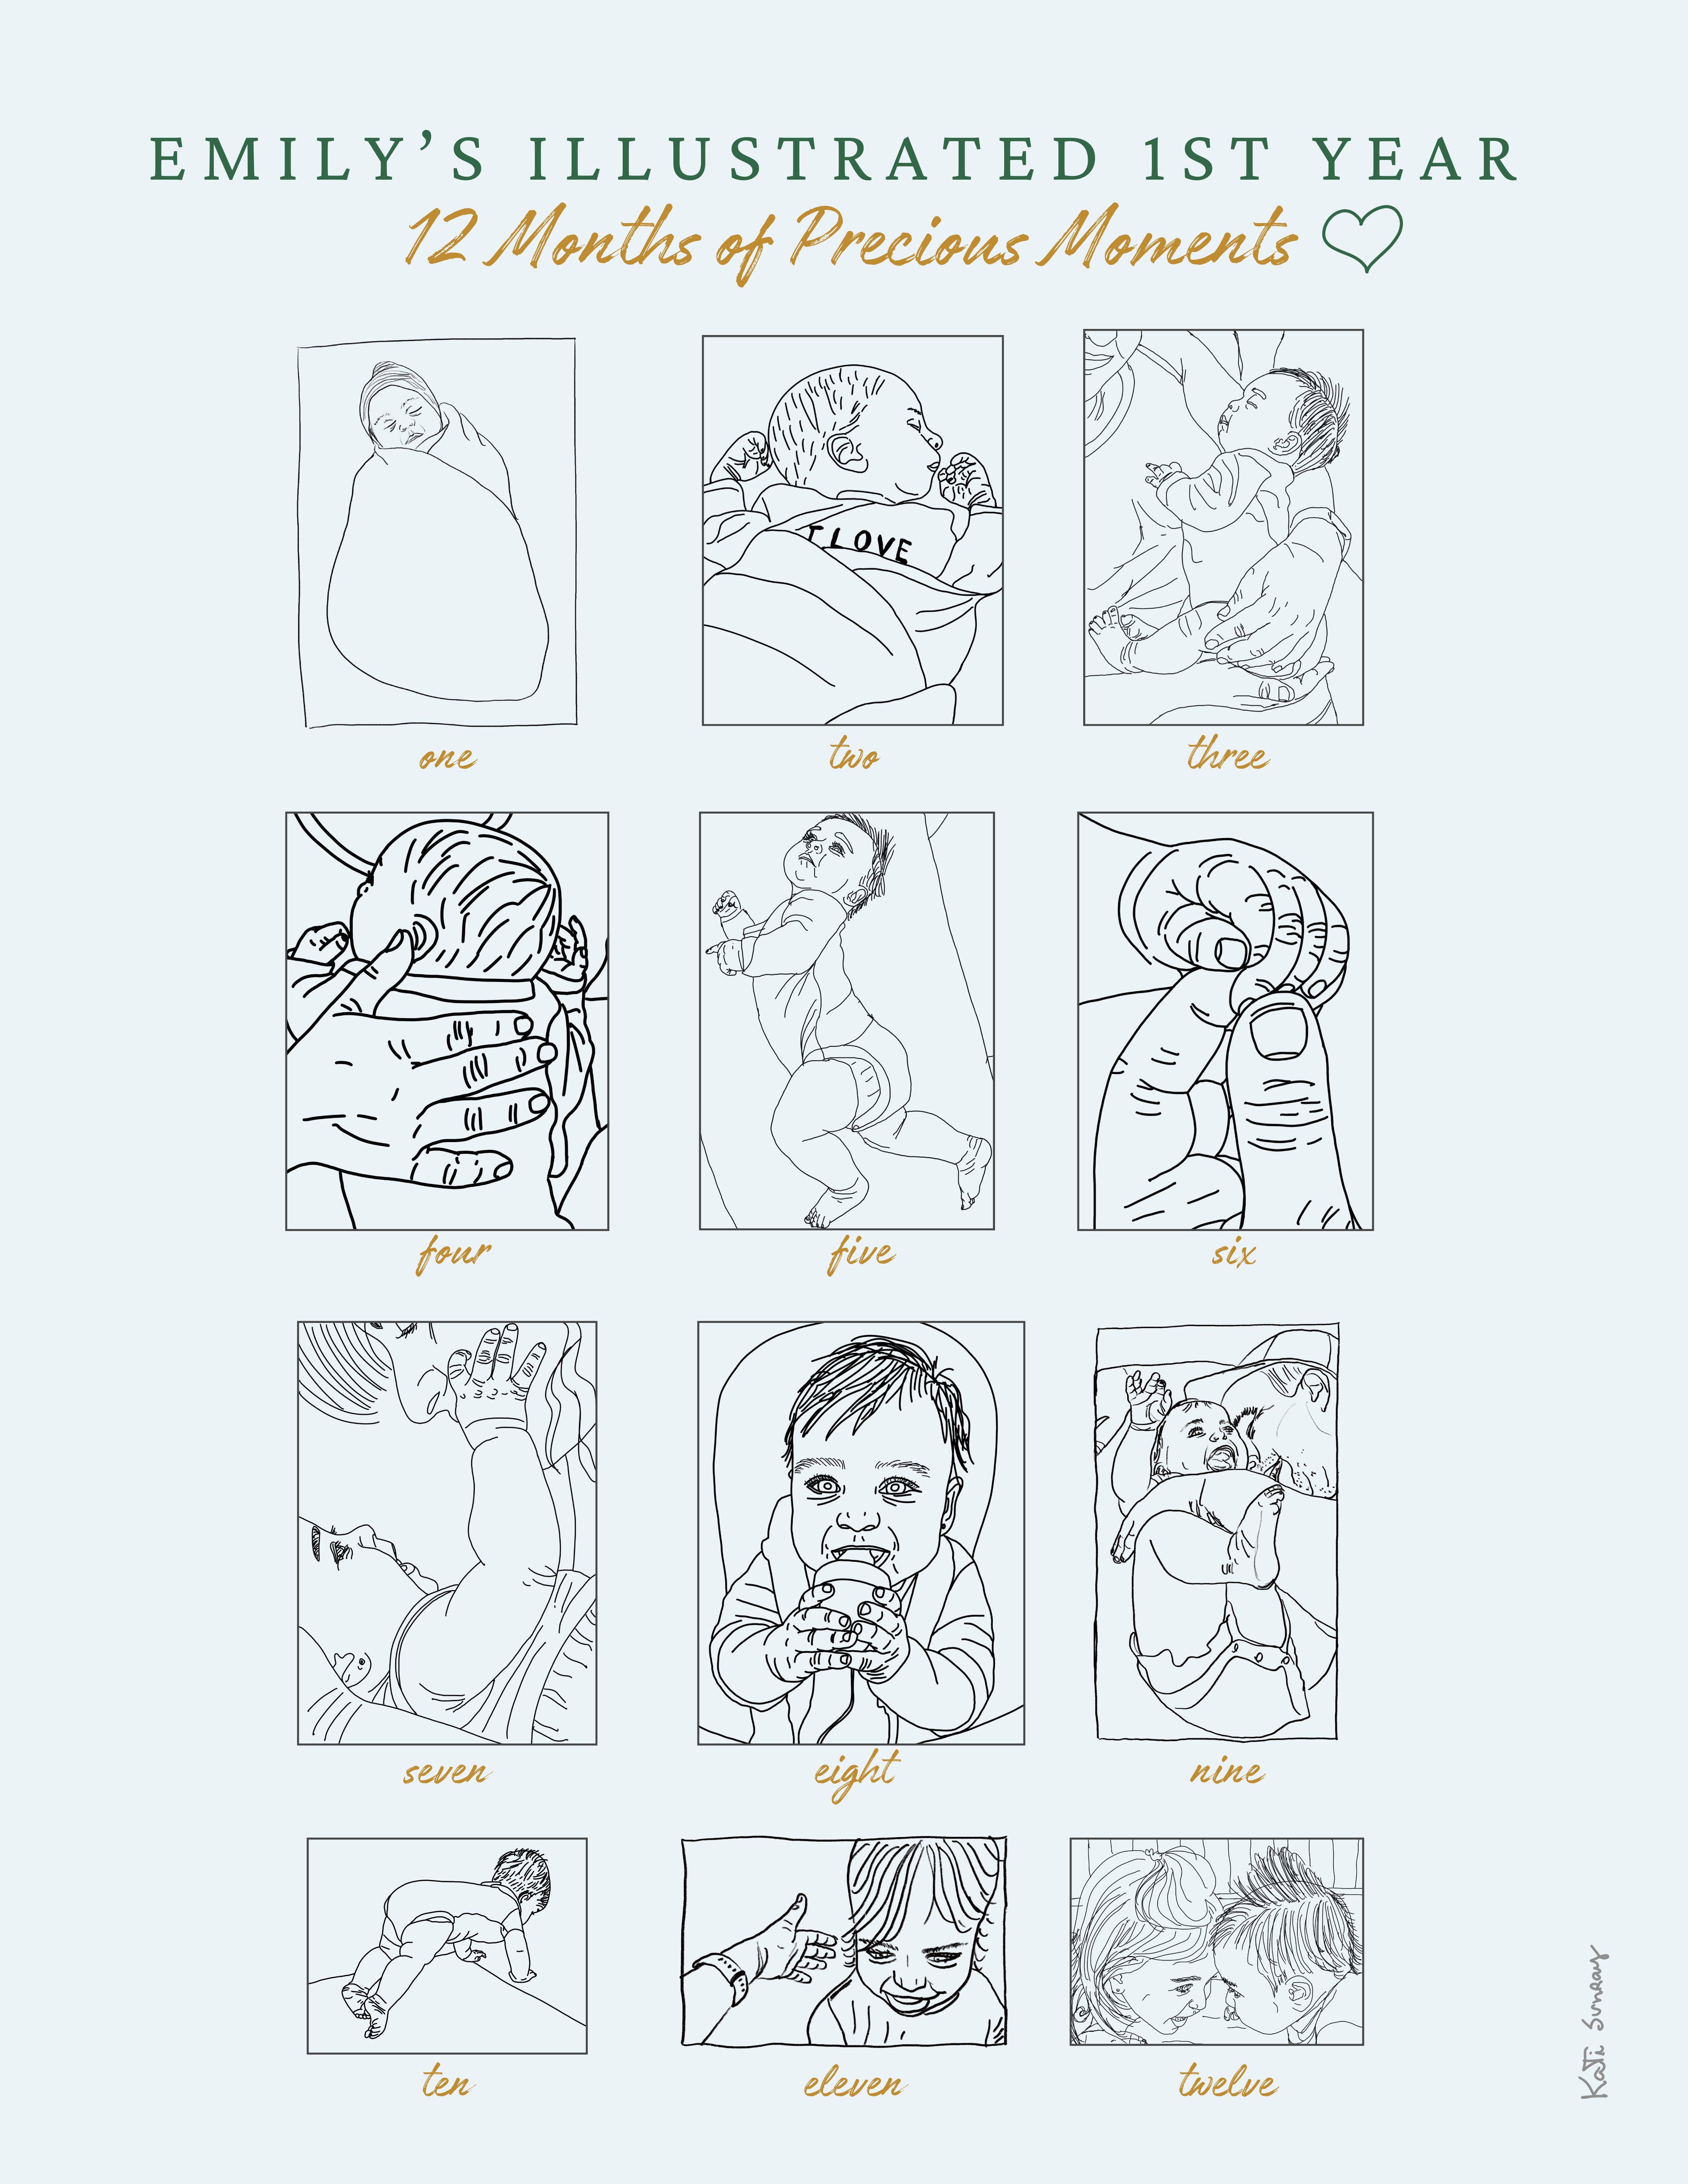 EMILY'S ILLUSTRATED 1ST YEAR
12 Months of Precious Moments
I LOVE
one
two
three
four
five
six
seven
eight
nine
ten
eleven
twelve
Kati